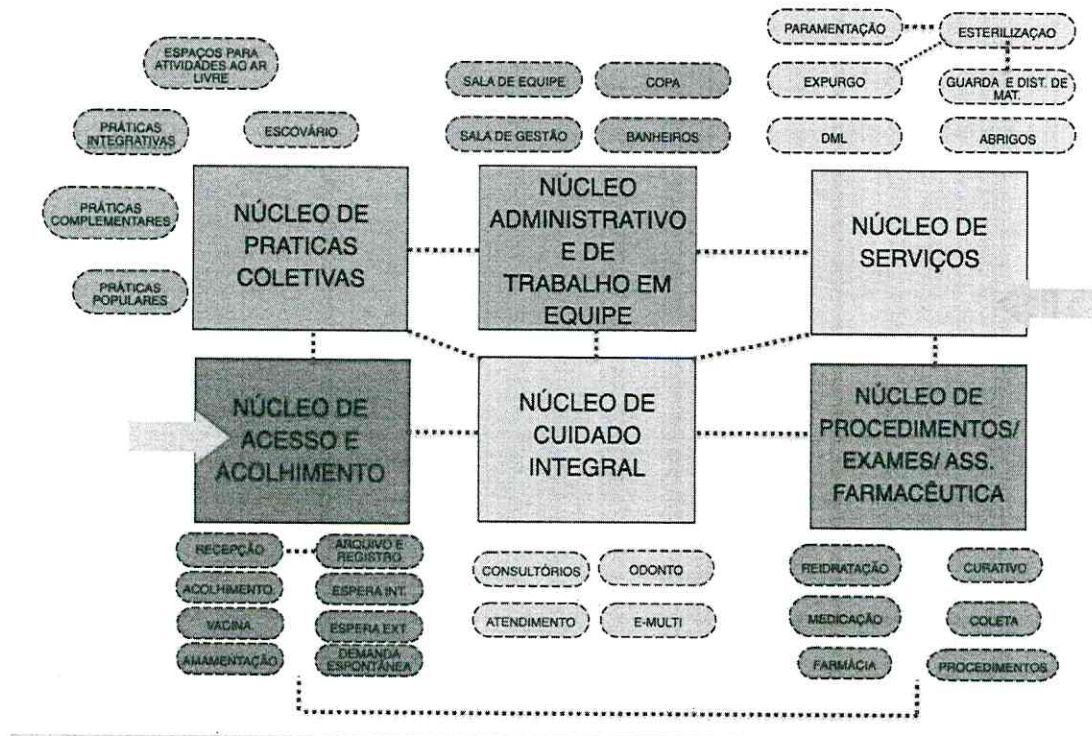 ESPAÇOS PARA
ATIVIDADES AO AR
LIVRE
PRÁTICAS
INTEGRATIVAS
ESCOVÁRIO
PRÁTICAS
COMPLEMENTARES
PRÁTICAS
POPULARES
NÚCLEO DE
PRATICAS
COLETIVAS
SALA DE EQUIPE
COPA
SALA DE GESTÃO
BANHEIROS
NÚCLEO
ADMINISTRATIVO
E DE
TRABALHO EM
EQUIPE
PARAMENTAÇÃO
ESTERILIZAÇAO
EXPURGO
GUARDA E DIST. DE
MAT.
DML
ABRIGOS
NÚCLEO DE
SERVIÇOS
NÚCLEO DE
ACESSO E
ACOLHIMENTO
RECEPÇÃO
ARQUIVO E
REGISTRO
ACOLHIMENTO
ESPERA INT.
VACINA
ESPERA EXT
AMAMENTAÇÃO
DEMANDA
ESPONTÂNEA
NÚCLEO DE
CUIDADO
INTEGRAL
CONSULTÓRIOS
ODONTO
ATENDIMENTO
E-MULTI
NÚCLEO DE
PROCEDIMENTOS/
EXAMES/ ASS.
FARMACÊUTICA
REIDRATAÇÃO
CURATIVO
MEDICAÇÃO
COLETA
FARMÁCIA
PROCEDIMENTOS